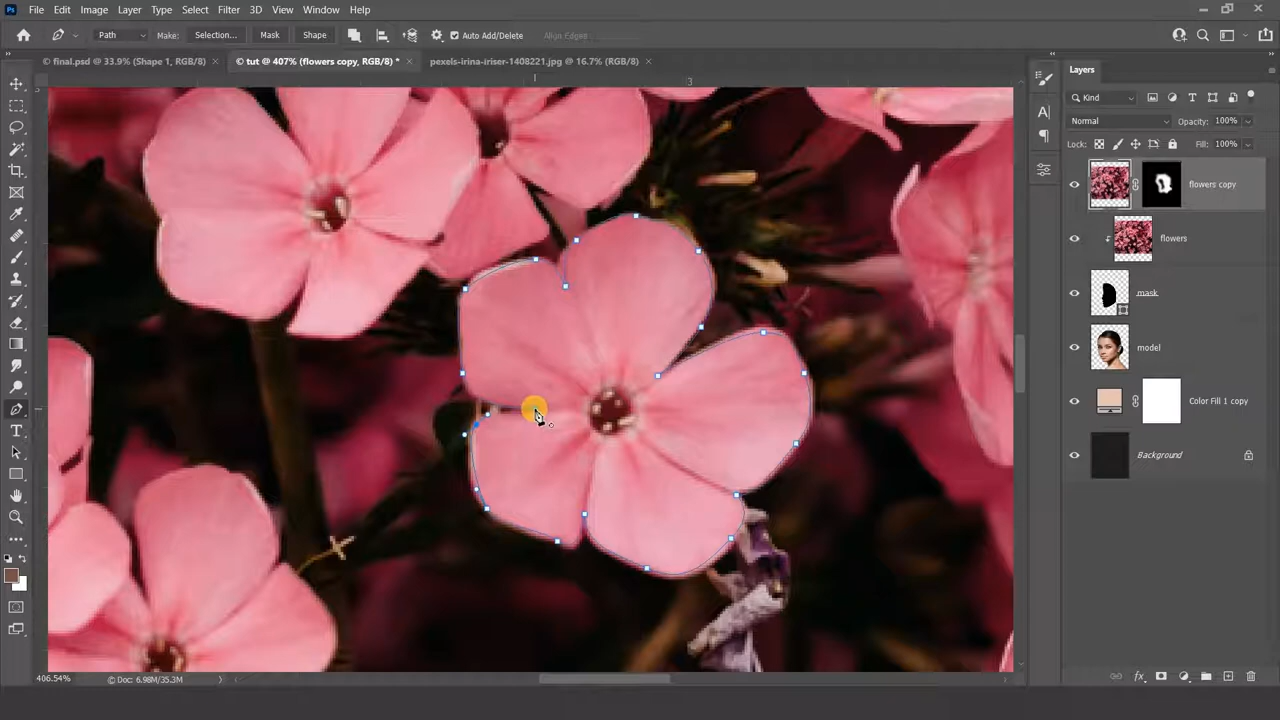 Ps File Edit Image Layer Type Select Filter 3D View Window Help
Path Make: Selection... Mask Shape Auto Add/Delete Align Edges
© final.psd @ 33.9% (Shape 1, RGB/8) × © tut @ 407% (flowers copy, RGB/8) * × pexels-irina-iriser-1408221.jpg @ 16.7% (RGB/8) ×
3
Layers
Kind
Normal Opacity: 100%
Lock: Fill: 100%
flowers copy
flowers
mask
model
Color Fill 1 copy
Background
406.54% © Doc: 6.98M/35.3M